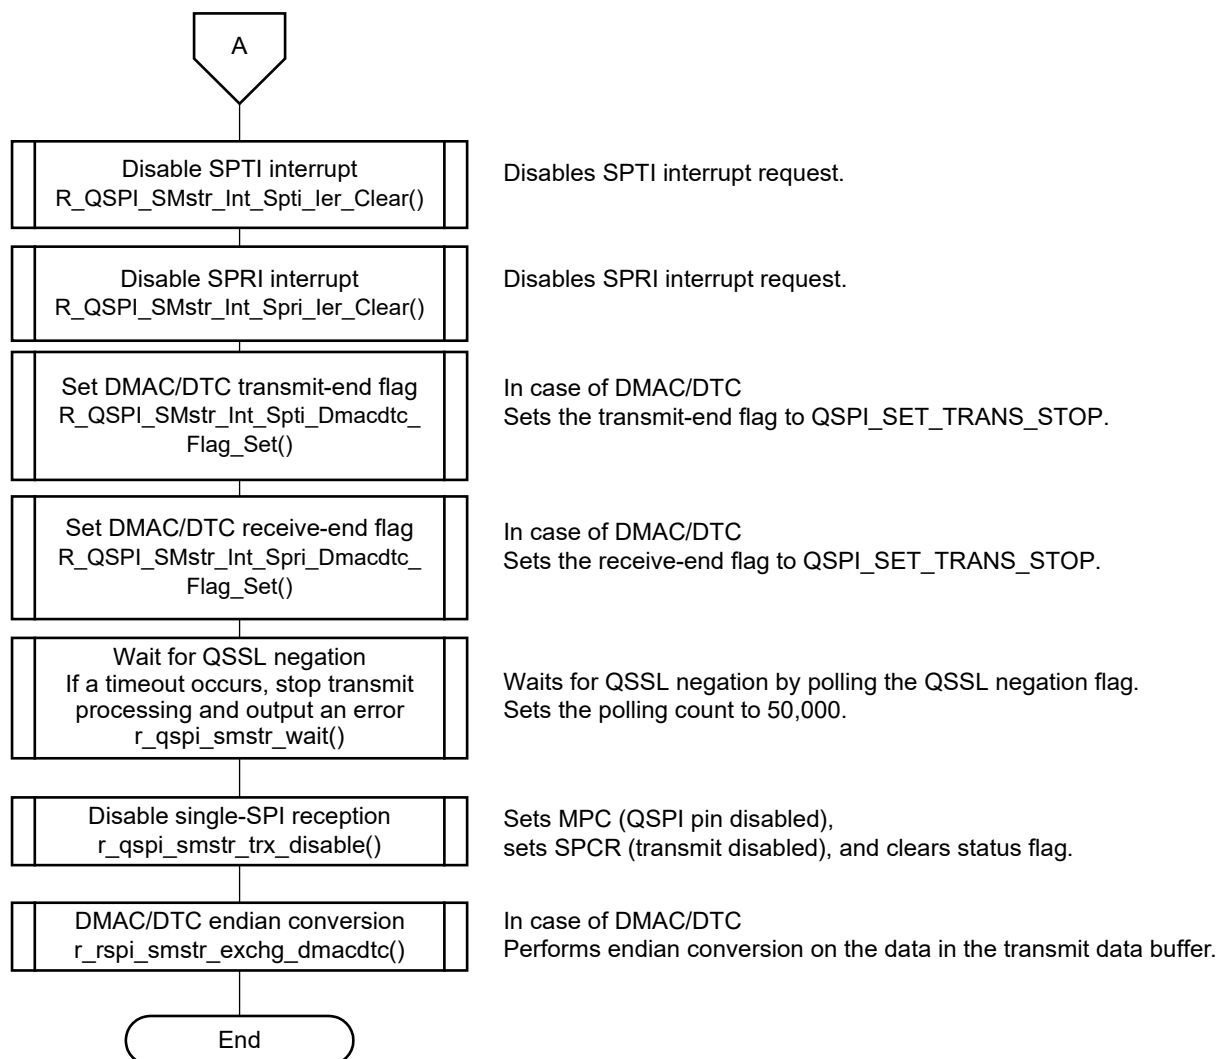 A
Disable SPTI interrupt
R_QSPI_SMstr_Int_Spti_Ier_Clear()
Disables SPTI interrupt request.
Disable SPRI interrupt
R_QSPI_SMstr_Int_Spri_Ier_Clear()
Disables SPRI interrupt request.
Set DMAC/DTC transmit-end flag
R_QSPI_SMstr_Int_Spti_Dmacdtc_
Flag_Set()
In case of DMAC/DTC
Sets the transmit-end flag to QSPI_SET_TRANS_STOP.
Set DMAC/DTC receive-end flag
R_QSPI_SMstr_Int_Spri_Dmacdtc_
Flag_Set()
In case of DMAC/DTC
Sets the receive-end flag to QSPI_SET_TRANS_STOP.
Wait for QSSL negation
If a timeout occurs, stop transmit
processing and output an error
r_qspi_smstr_wait()
Waits for QSSL negation by polling the QSSL negation flag.
Sets the polling count to 50,000.
Disable single-SPI reception
r_qspi_smstr_trx_disable()
Sets MPC (QSPI pin disabled),
sets SPCR (transmit disabled), and clears status flag.
DMAC/DTC endian conversion
r_rspi_smstr_exchg_dmacdtc()
In case of DMAC/DTC
Performs endian conversion on the data in the transmit data buffer.
End